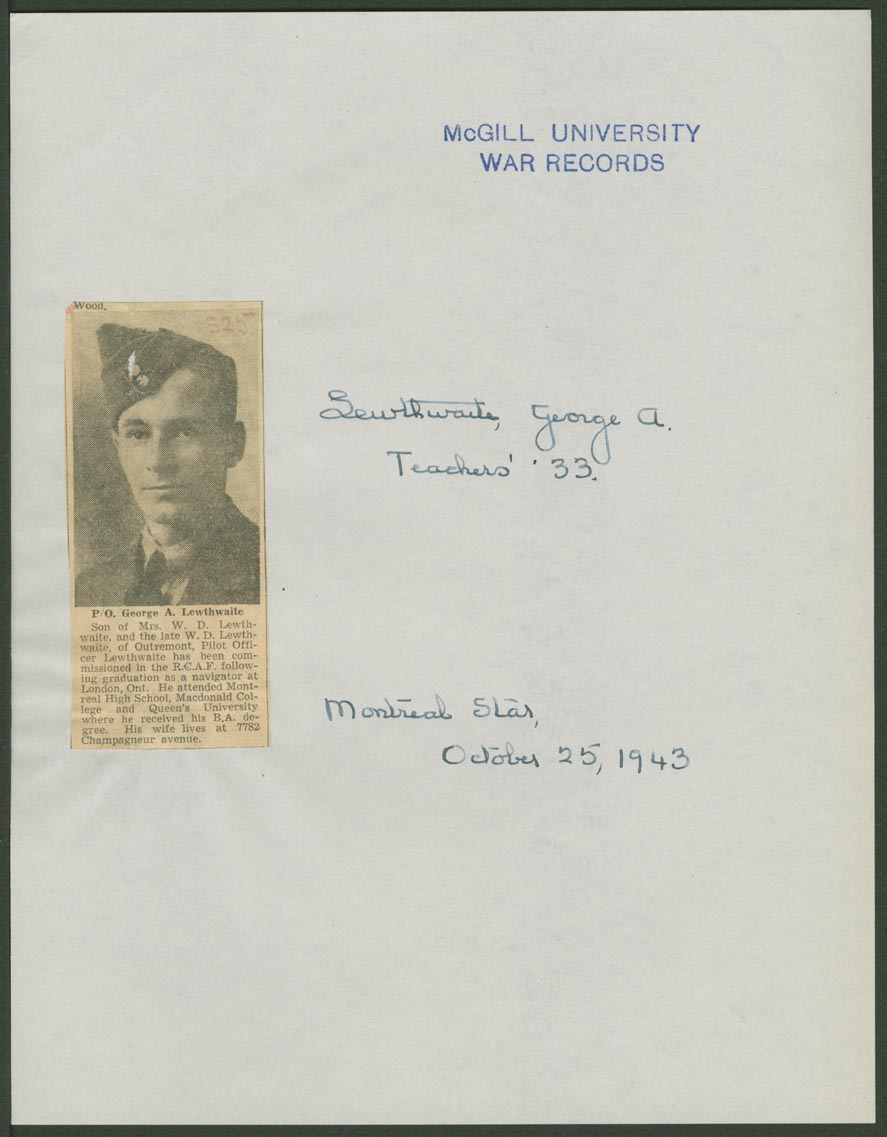 McGILL UNIVERSITY
WAR RECORDS
Wood.
S25
Lewthwaite, George A.
Teachers' '33.
P/O. George A. Lewthwaite
Son of Mrs. W. D. Lewth-
waite, and the late W. D. Lewth-
waite, of Outremont, Pilot Offi-
cer Lewthwaite has been com-
missioned in the R.C.A.F. follow-
ing graduation as a navigator at
London, Ont. He attended Mont-
real High School, Macdonald Col-
lege and Queen's University
where he received his B.A. de-
gree. His wife lives at 7782
Champagneur avenue.
Montreal Star,
October 25, 1943